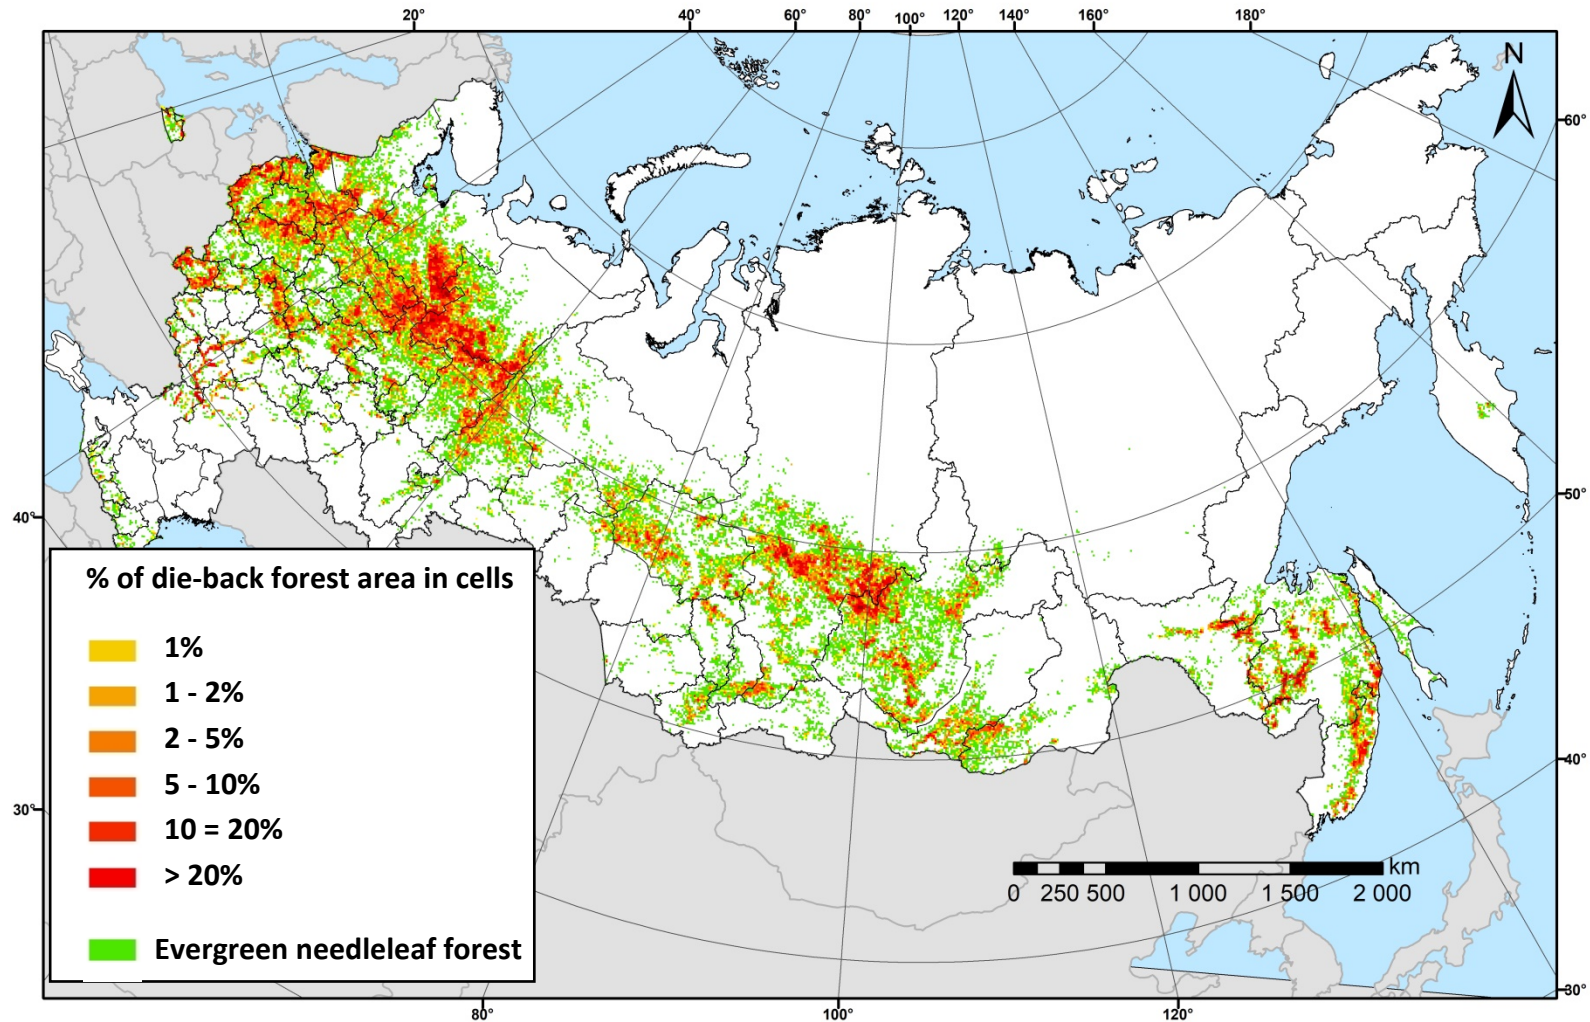 20° 40° 60° 80° 100° 120° 140° 160° 180°
N
60°
50°
40°
40°
30°
30°
% of die-back forest area in cells
1%
1 - 2%
2 - 5%
5 - 10%
10 = 20%
> 20%
Evergreen needleleaf forest
km
0 250 500 1 000 1 500 2 000
80° 100° 120°